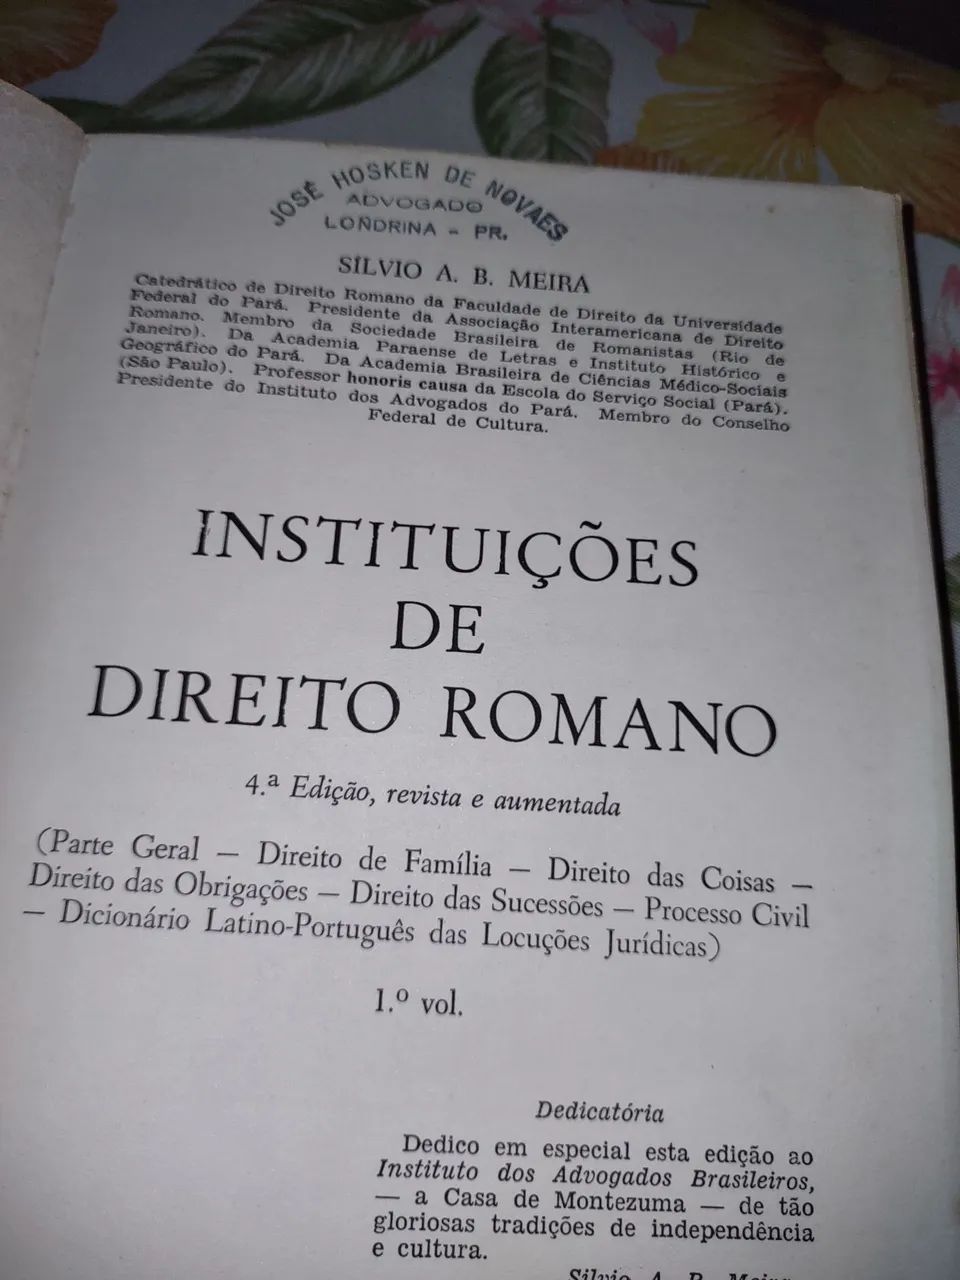 JOSÉ HOSKEN DE NOVAES
ADVOGADO
LONDRINA - PR.
SÍLVIO A. B. MEIRA
Catedrático de Direito Romano da Faculdade de Direito da Universidade
Federal do Pará. Presidente da Associação Interamericana de Direito
Romano. Membro da Sociedade Brasileira de Romanistas (Rio de
Janeiro). Da Academia Paraense de Letras e Instituto Histórico e
Geográfico do Pará. Da Academia Brasileira de Ciências Médico-Sociais
(São Paulo). Professor honoris causa da Escola do Serviço Social (Pará).
Presidente do Instituto dos Advogados do Pará. Membro do Conselho
Federal de Cultura.
INSTITUIÇÕES
DE
DIREITO ROMANO
4.ª Edição, revista e aumentada
(Parte Geral — Direito de Família — Direito das Coisas —
Direito das Obrigações — Direito das Sucessões — Processo Civil
— Dicionário Latino-Português das Locuções Jurídicas)
1.º vol.
Dedicatória
Dedico em especial esta edição ao
Instituto dos Advogados Brasileiros,
— a Casa de Montezuma — de tão
gloriosas tradições de independência
e cultura.
Sílvio A. B. Meira